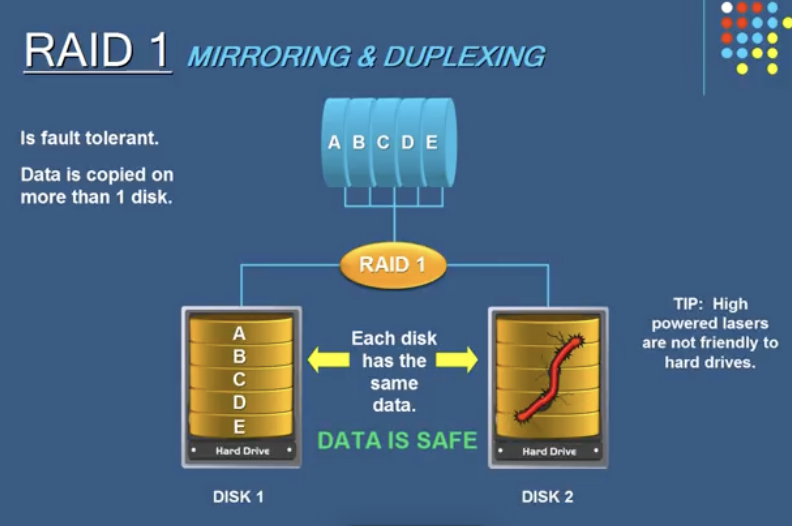 RAID 1 MIRRORING & DUPLEXING
Is fault tolerant.
Data is copied on
more than 1 disk.
A B C D E
RAID 1
A
B
C
D
E
Hard Drive
DISK 1
Each disk
has the
same
data.
DATA IS SAFE
Hard Drive
DISK 2
TIP: High
powered lasers
are not friendly to
hard drives.